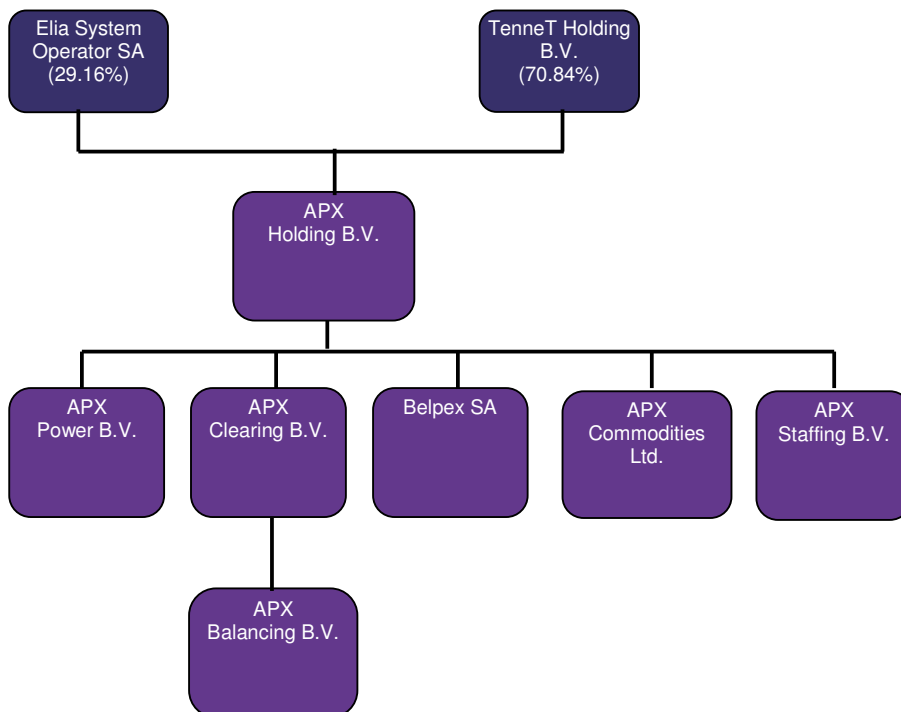 Elia System
Operator SA
(29.16%)
TenneT Holding
B.V.
(70.84%)
APX
Holding B.V.
APX
Power B.V.
APX
Clearing B.V.
Belpex SA
APX
Commodities
Ltd.
APX
Staffing B.V.
APX
Balancing B.V.